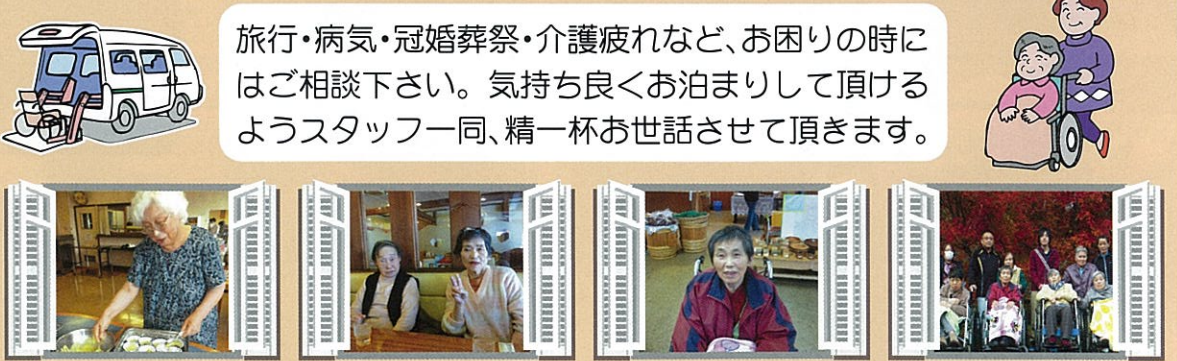 旅行・病気・冠婚葬祭・介護疲れなど、お困りの時に
はご相談下さい。気持ち良くお泊まりして頂ける
ようスタッフ一同、精一杯お世話させて頂きます。